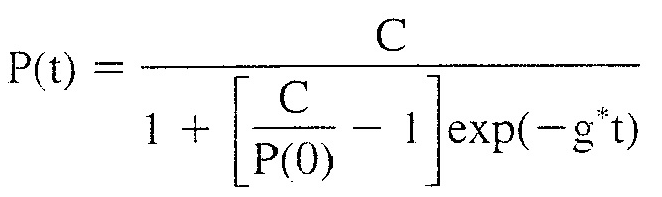 P(t) = C / (1 + [C / P(0) − 1] exp(−g*t))